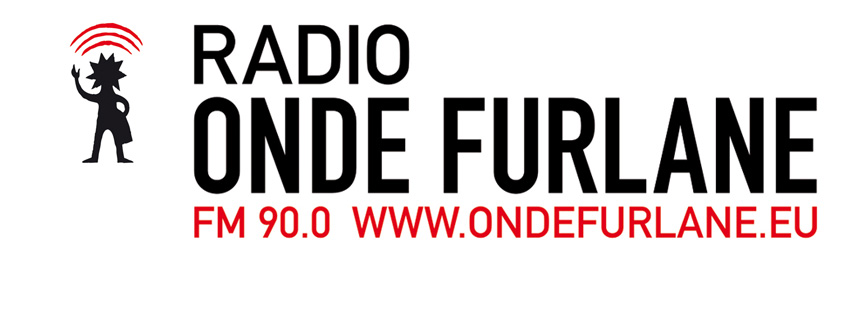 RADIO
ONDE FURLANE
FM 90.0 WWW.ONDEFURLANE.EU